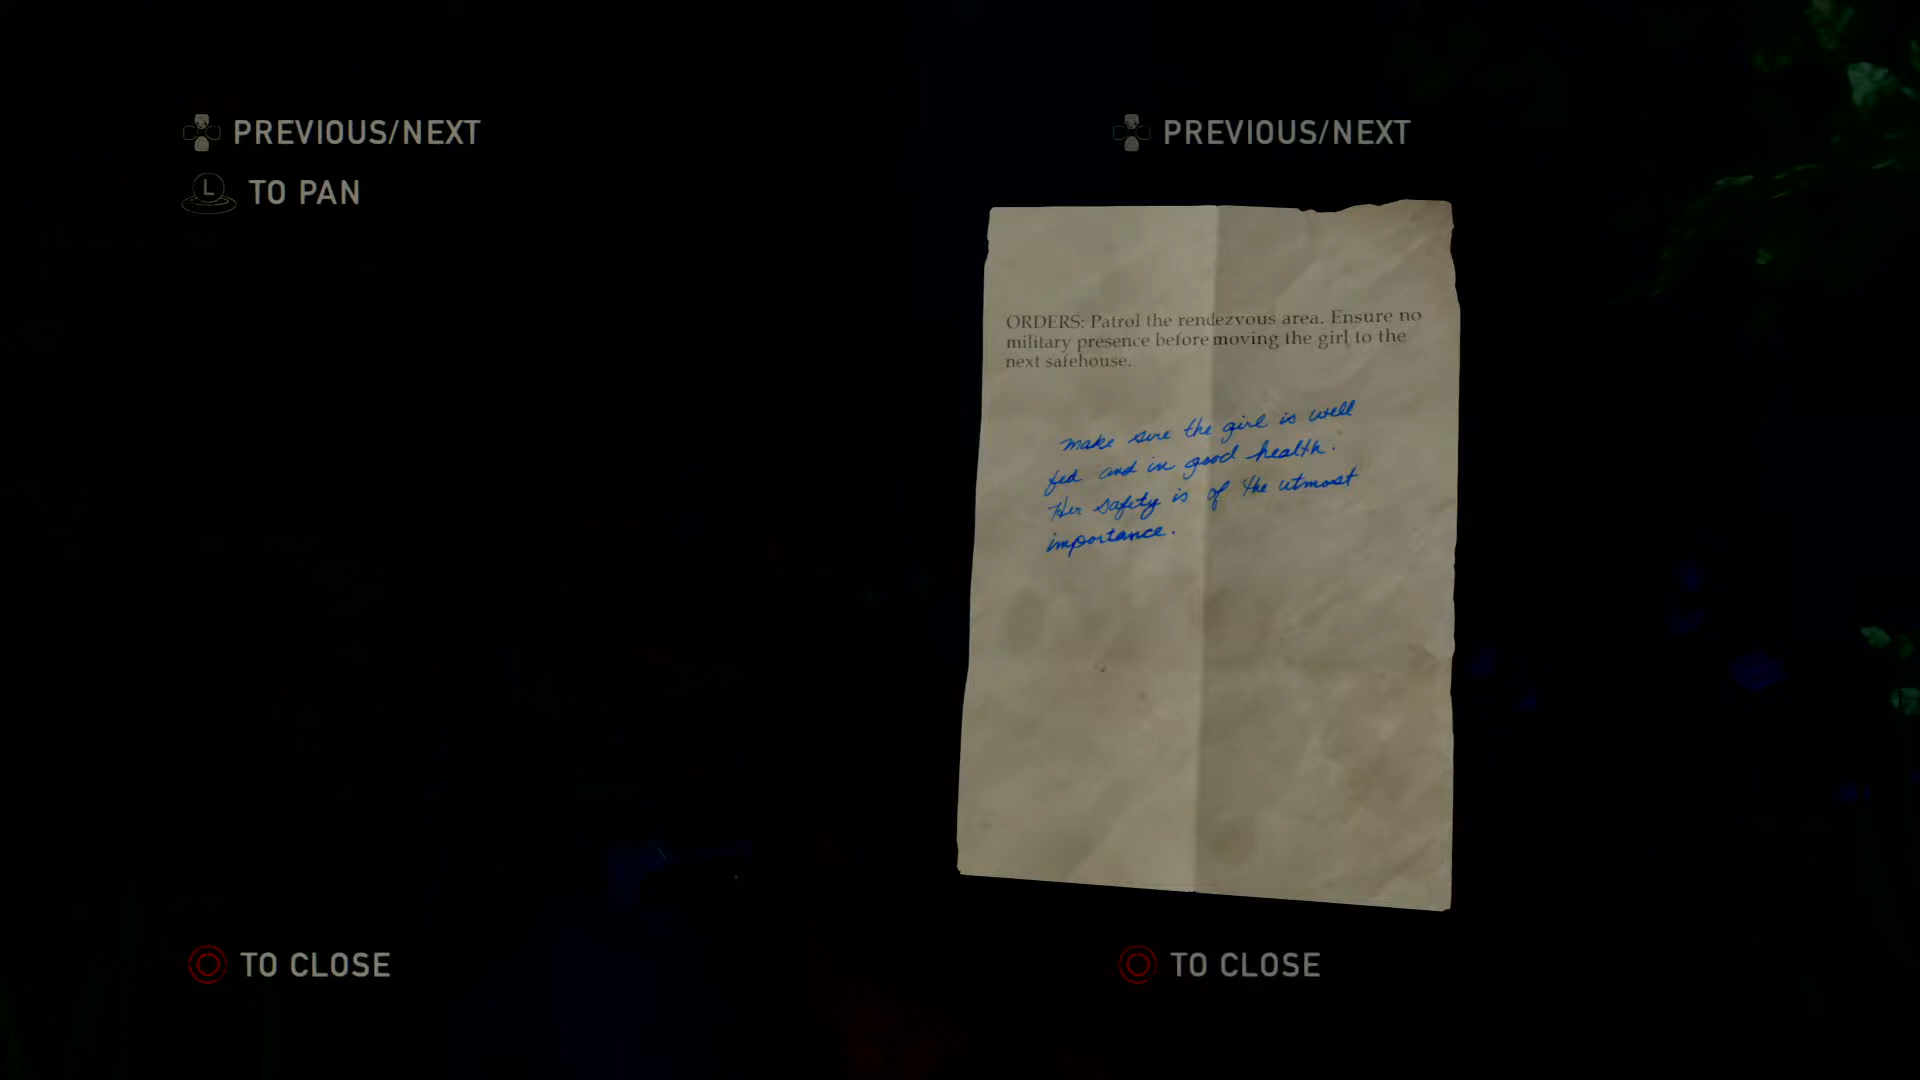 PREVIOUS/NEXT
L TO PAN
PREVIOUS/NEXT
ORDERS: Patrol the rendezvous area. Ensure no
military presence before moving the girl to the
next safehouse.
Make sure the girl is well
fed and in good health.
Her safety is of the utmost
importance.
TO CLOSE
TO CLOSE